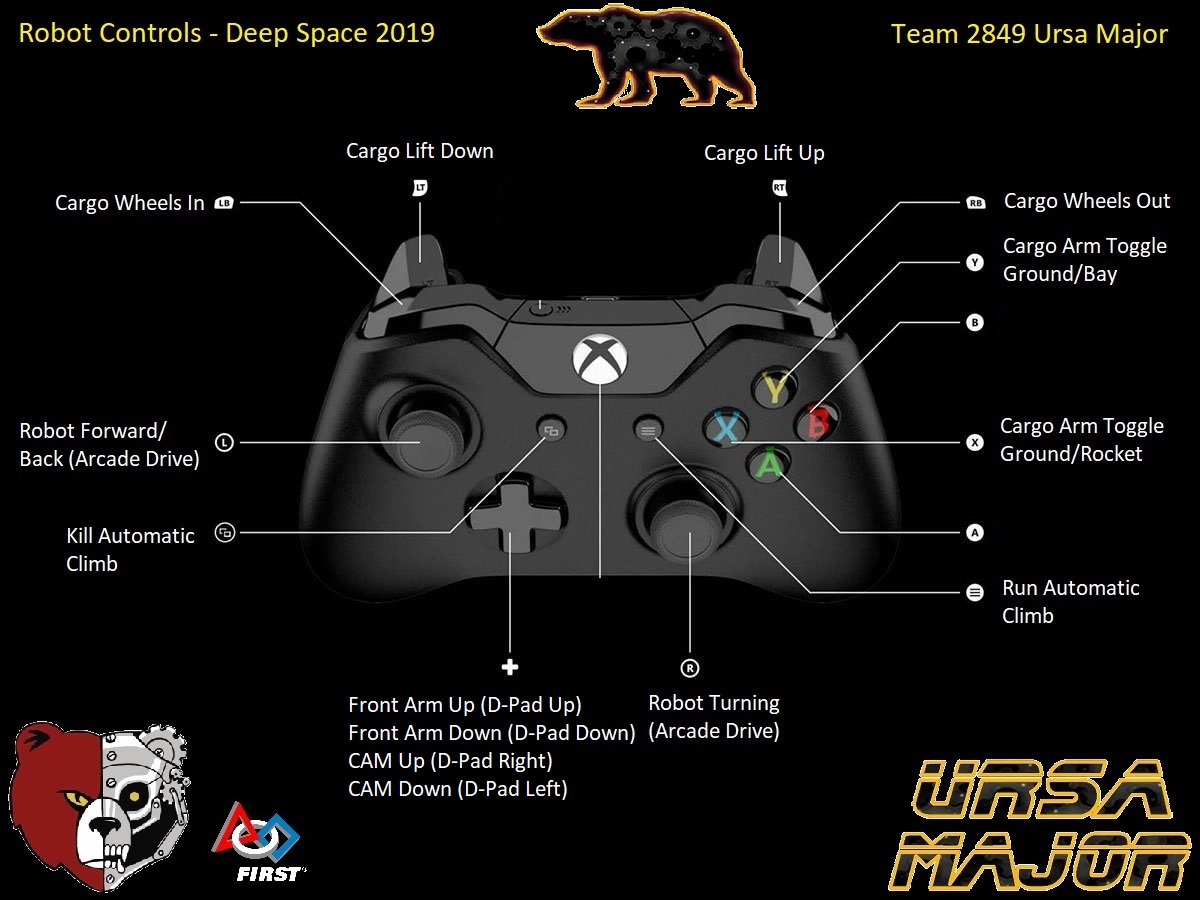 Robot Controls - Deep Space 2019
Team 2849 Ursa Major
Cargo Lift Down
LT
Cargo Lift Up
RT
Cargo Wheels In LB
RB Cargo Wheels Out
Y Cargo Arm Toggle
Ground/Bay
B
Y
X
B
A
Robot Forward/
Back (Arcade Drive) L
X Cargo Arm Toggle
Ground/Rocket
Kill Automatic
Climb
A
Run Automatic
Climb
R
Front Arm Up (D-Pad Up)
Front Arm Down (D-Pad Down)
CAM Up (D-Pad Right)
CAM Down (D-Pad Left)
Robot Turning
(Arcade Drive)
FIRST
URSA
MAJOR